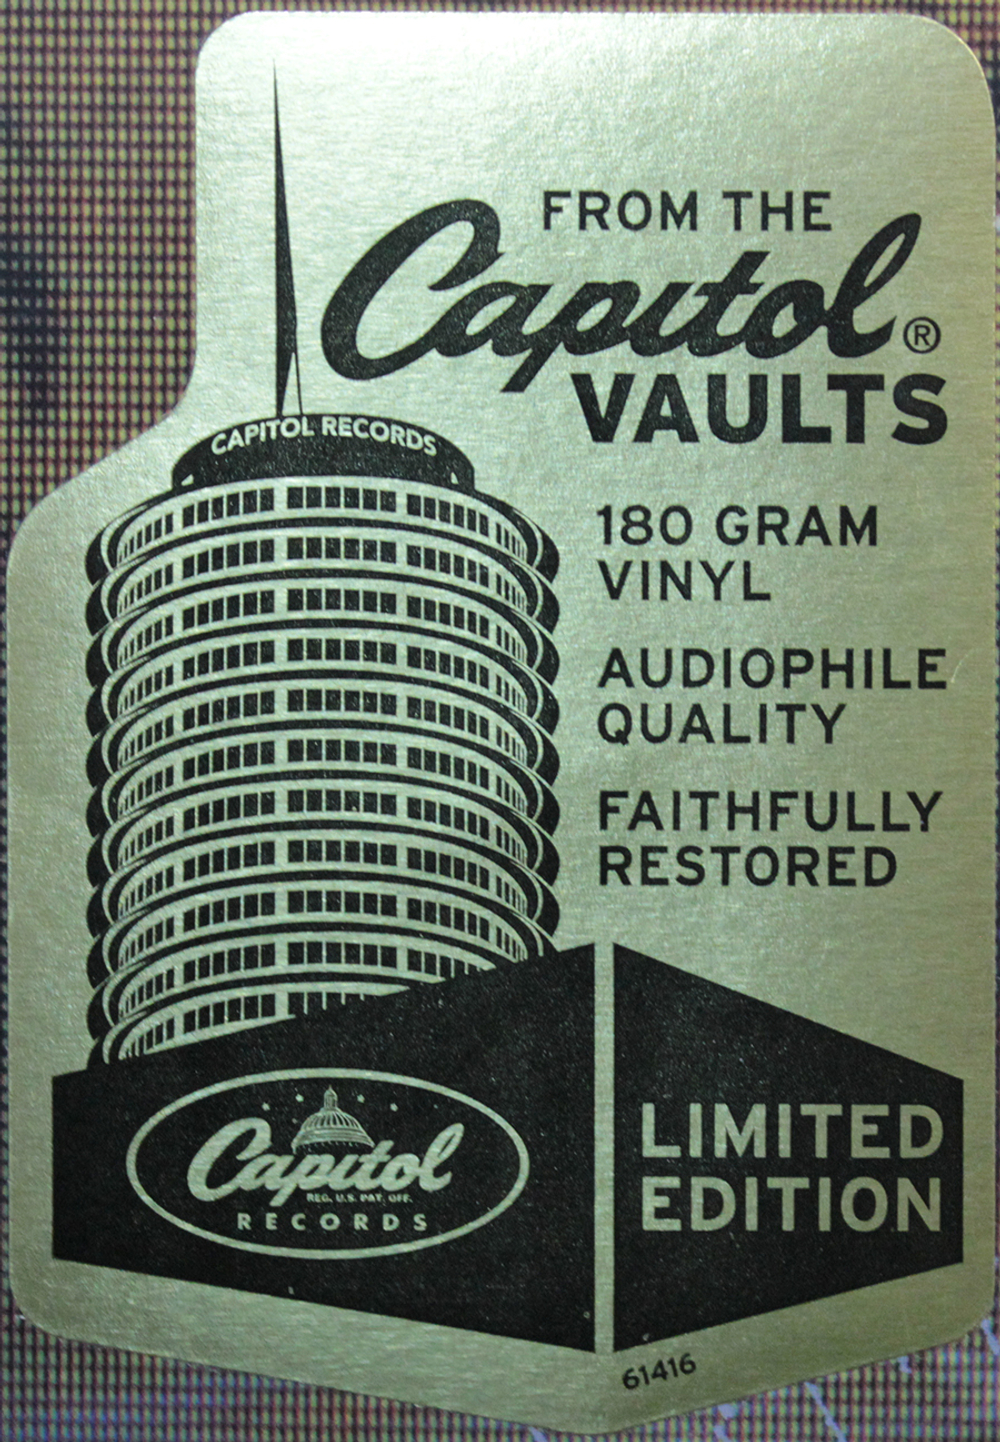 FROM THE
Capitol®
VAULTS
CAPITOL RECORDS
180 GRAM
VINYL
AUDIOPHILE
QUALITY
FAITHFULLY
RESTORED
Capitol
REG. U.S. PAT. OFF.
RECORDS
LIMITED
EDITION
61416